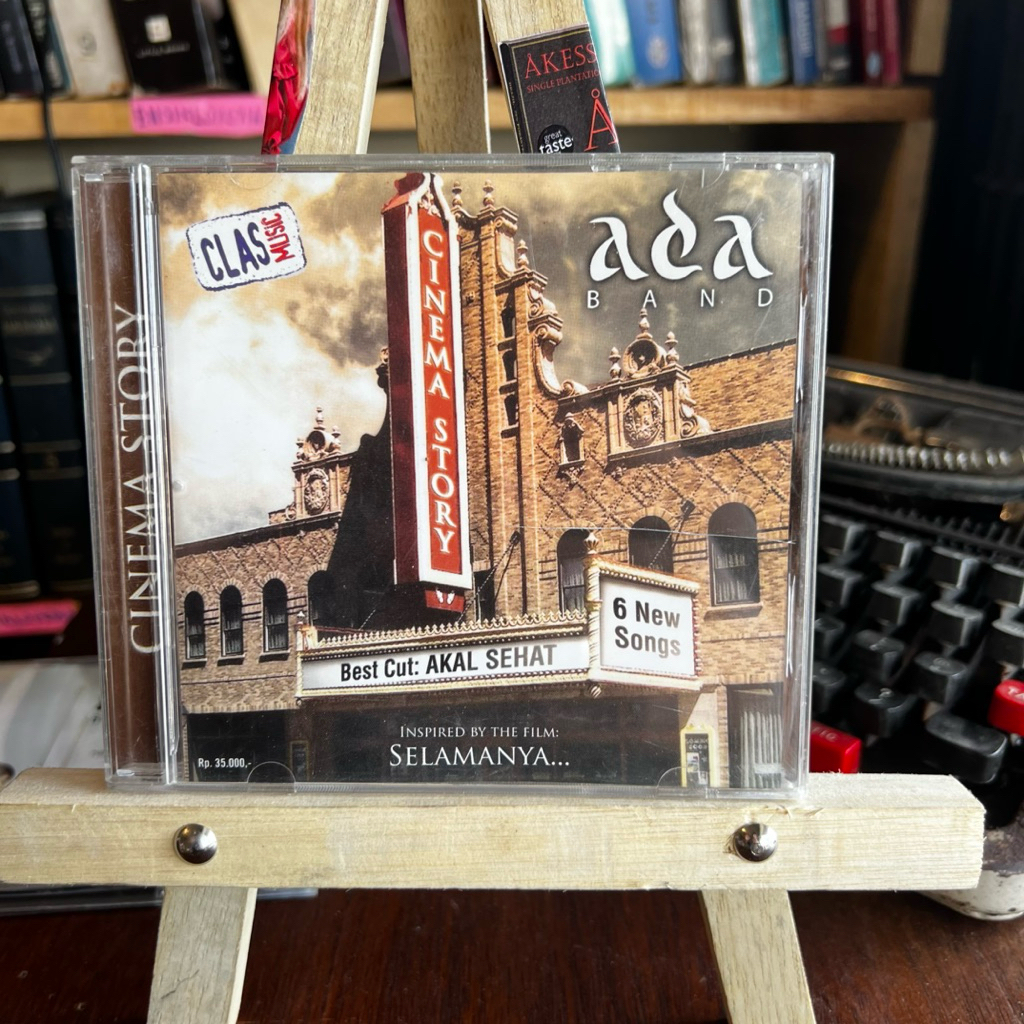 AKESS
SINGLE PLANTATIO
great
taste
Å
CLAS
MUSIC
ada
BAND
CINEMA STORY
CINEMA STORY
6 New
Songs
Best Cut: AKAL SEHAT
INSPIRED BY THE FILM:
SELAMANYA...
Rp. 35.000,-